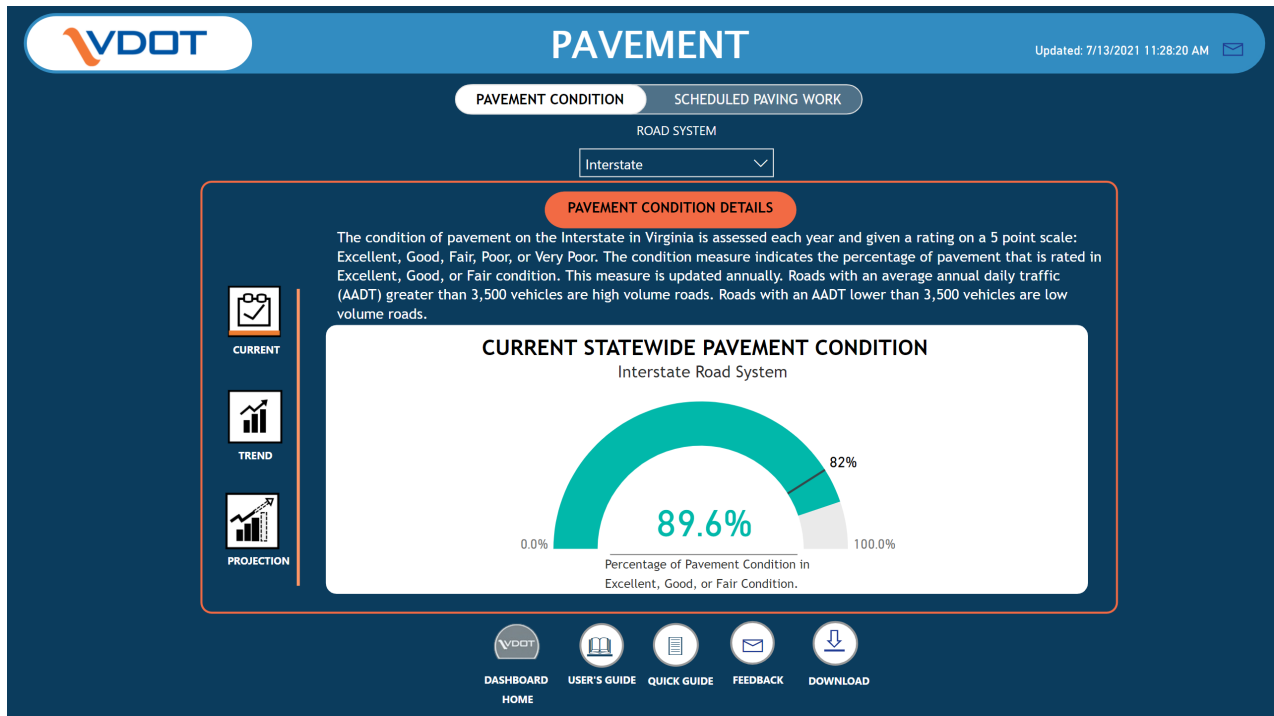 VDOT
PAVEMENT
Updated: 7/13/2021 11:28:20 AM
PAVEMENT CONDITION
SCHEDULED PAVING WORK
ROAD SYSTEM
Interstate
PAVEMENT CONDITION DETAILS
The condition of pavement on the Interstate in Virginia is assessed each year and given a rating on a 5 point scale:
Excellent, Good, Fair, Poor, or Very Poor. The condition measure indicates the percentage of pavement that is rated in
Excellent, Good, or Fair condition. This measure is updated annually. Roads with an average annual daily traffic
(AADT) greater than 3,500 vehicles are high volume roads. Roads with an AADT lower than 3,500 vehicles are low
volume roads.
CURRENT
TREND
PROJECTION
CURRENT STATEWIDE PAVEMENT CONDITION
Interstate Road System
82%
89.6%
0.0%
100.0%
Percentage of Pavement Condition in
Excellent, Good, or Fair Condition.
VDOT
DASHBOARD
HOME
USER'S GUIDE
QUICK GUIDE
FEEDBACK
DOWNLOAD